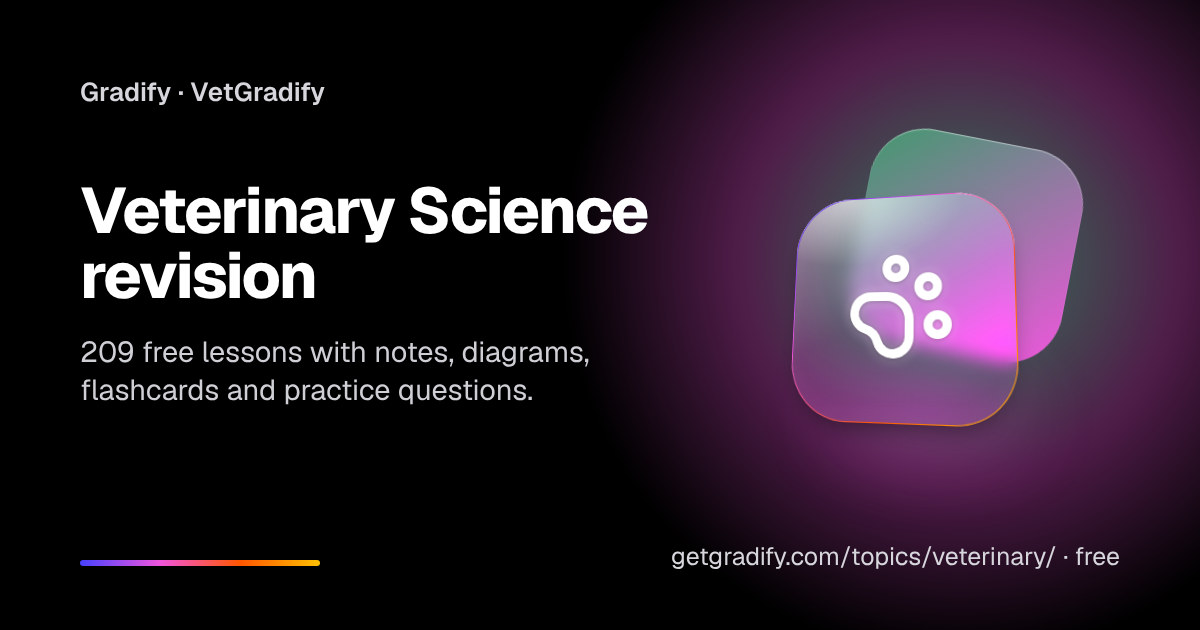 Gradify · VetGradify
Veterinary Science
revision
209 free lessons with notes, diagrams,
flashcards and practice questions.
getgradify.com/topics/veterinary/ · free